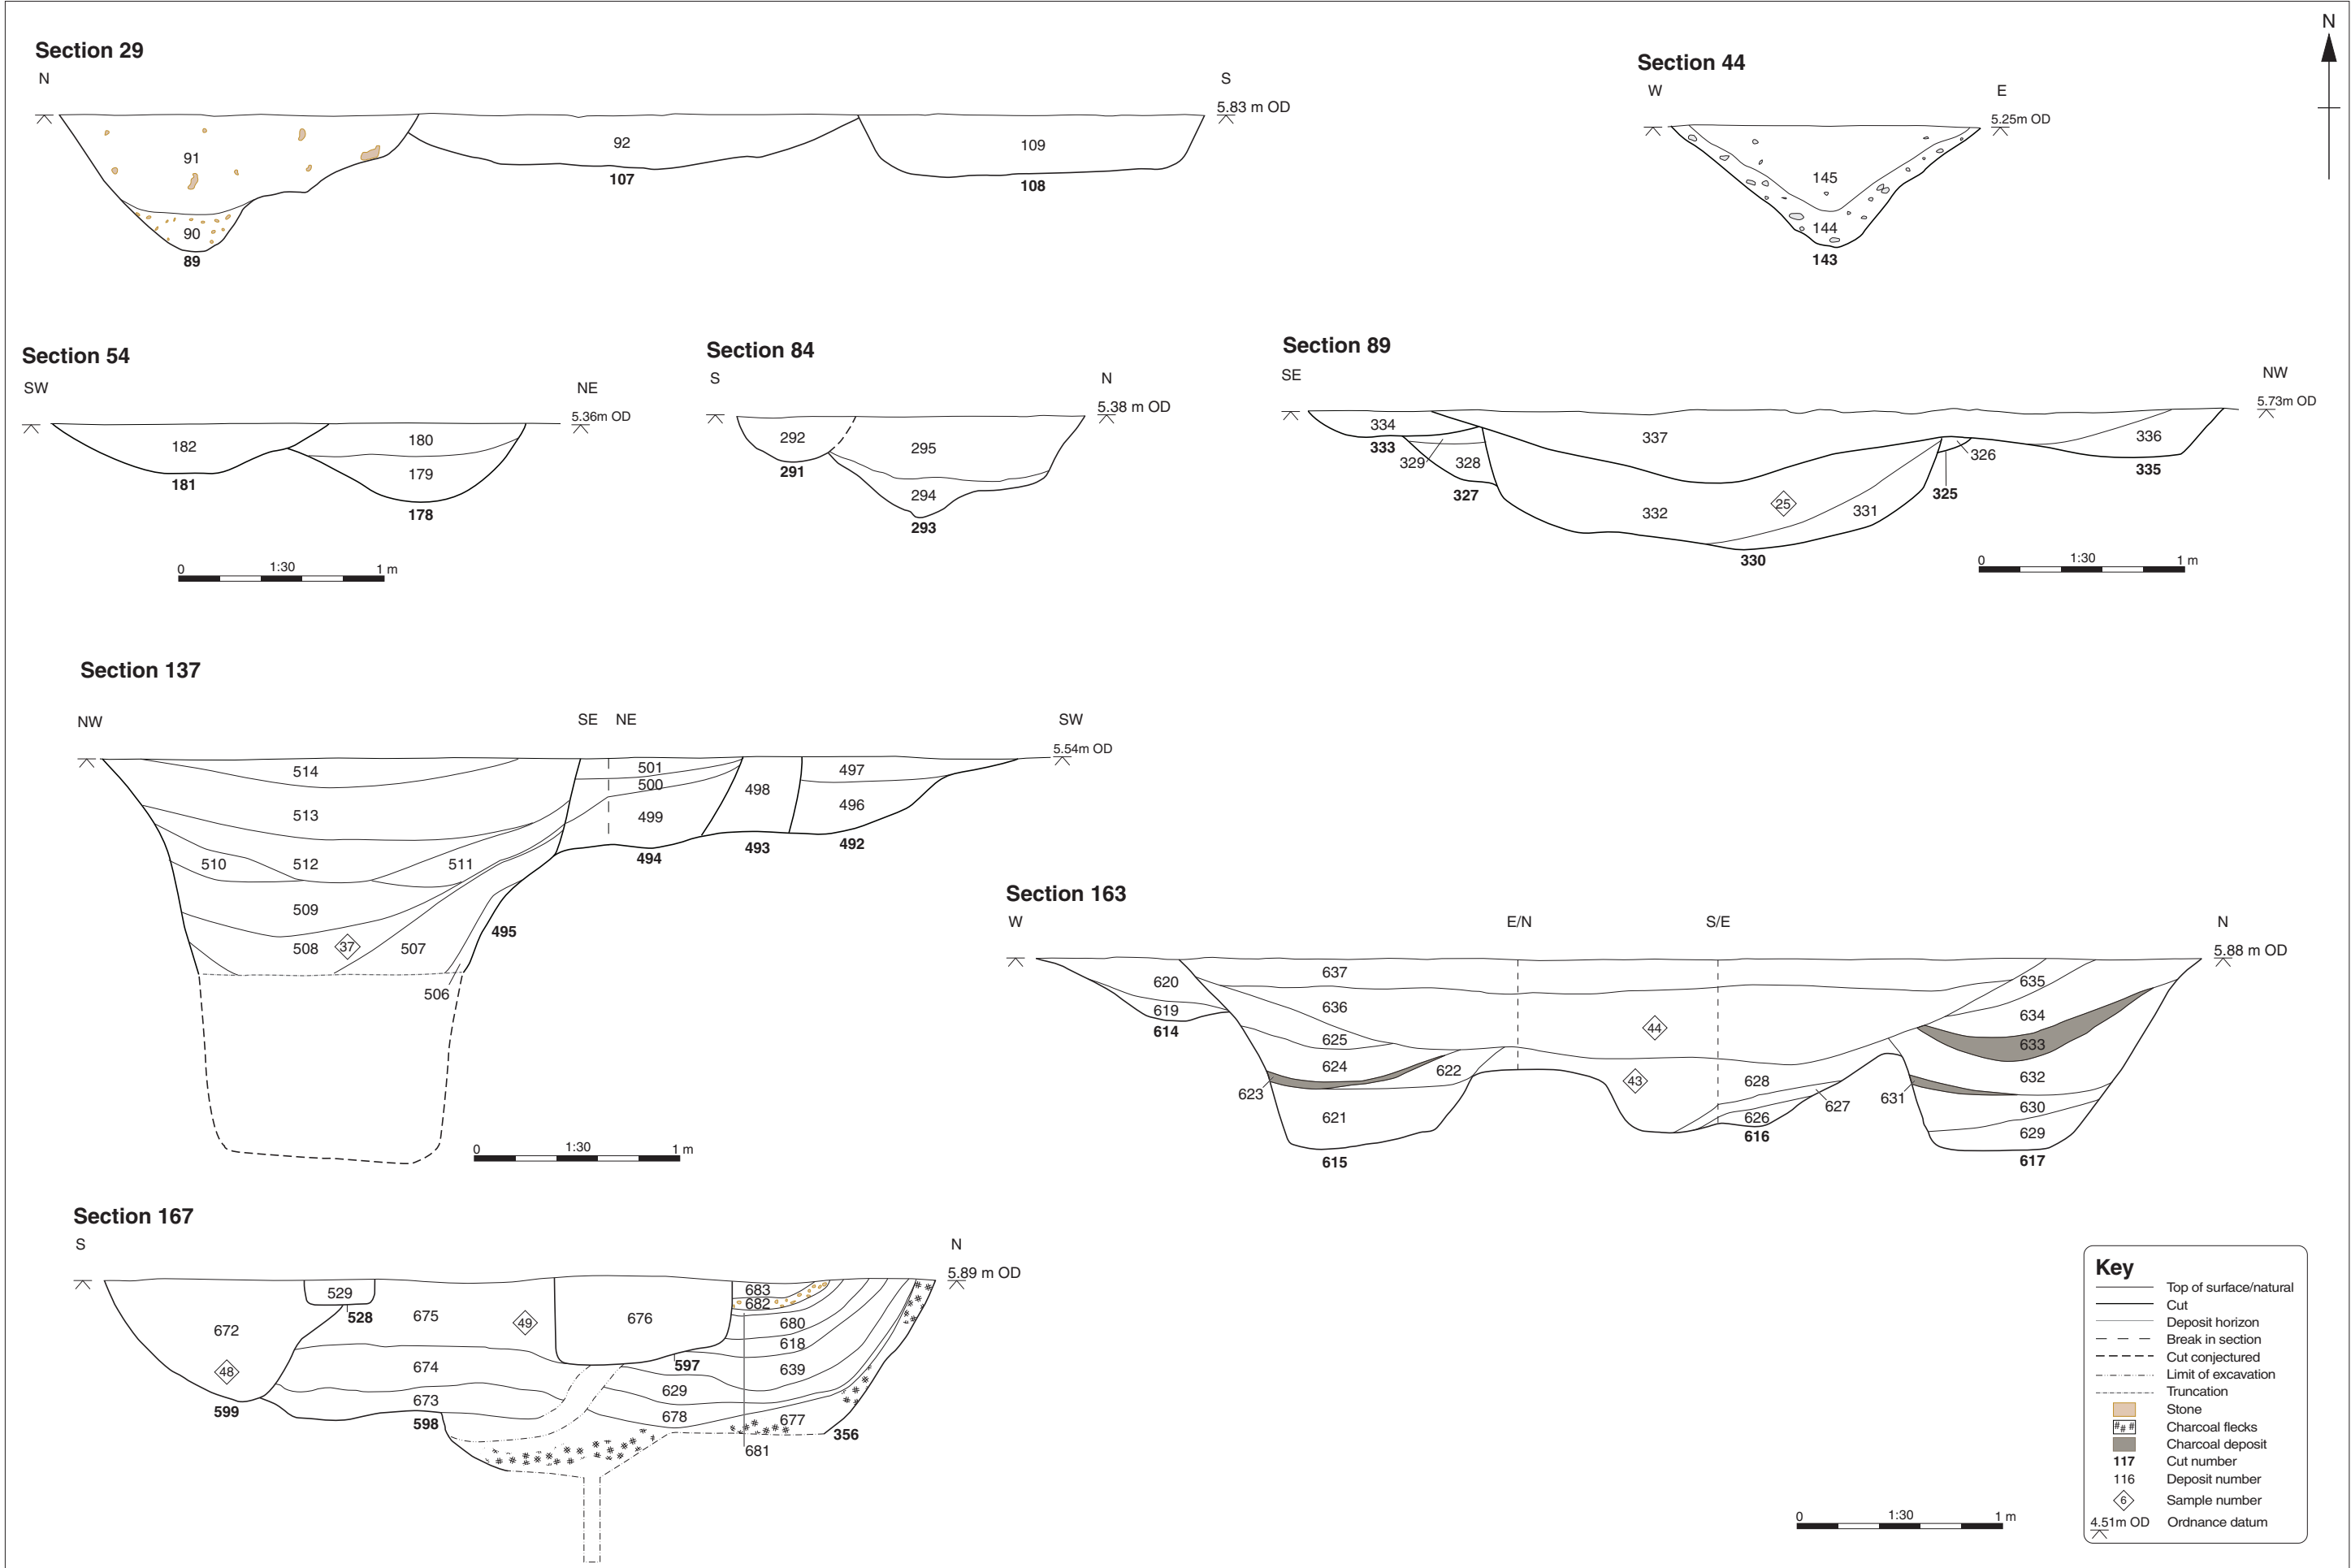 N
Section 29
N
S
5.83 m OD
91
92
109
107
108
90
89
Section 44
W
E
5.25m OD
145
144
143
Section 54
SW
NE
5.36m OD
182
180
179
181
178
0
1:30
1 m
Section 84
S
N
5.38 m OD
292
295
291
294
293
Section 89
SE
NW
5.73m OD
334
337
336
333
329
328
326
335
327
325
25
332
331
330
0
1:30
1 m
Section 137
NW
SE
NE
SW
5.54m OD
514
501
497
500
498
496
513
499
510
512
511
494
493
492
509
495
508
37
507
506
0
1:30
1 m
Section 163
W
E/N
S/E
N
5.88 m OD
620
637
635
619
636
634
614
44
625
633
624
622
43
628
632
623
631
627
630
621
626
629
616
615
617
Section 167
S
N
5.89 m OD
529
683
682
528
675
49
676
672
680
618
674
597
639
48
629
673
678
677
599
598
356
681
0
1:30
1 m
Key
Top of surface/natural
Cut
Deposit horizon
Break in section
Cut conjectured
Limit of excavation
Truncation
Stone
# # # Charcoal flecks
Charcoal deposit
117 Cut number
116 Deposit number
6 Sample number
4.51m OD Ordnance datum